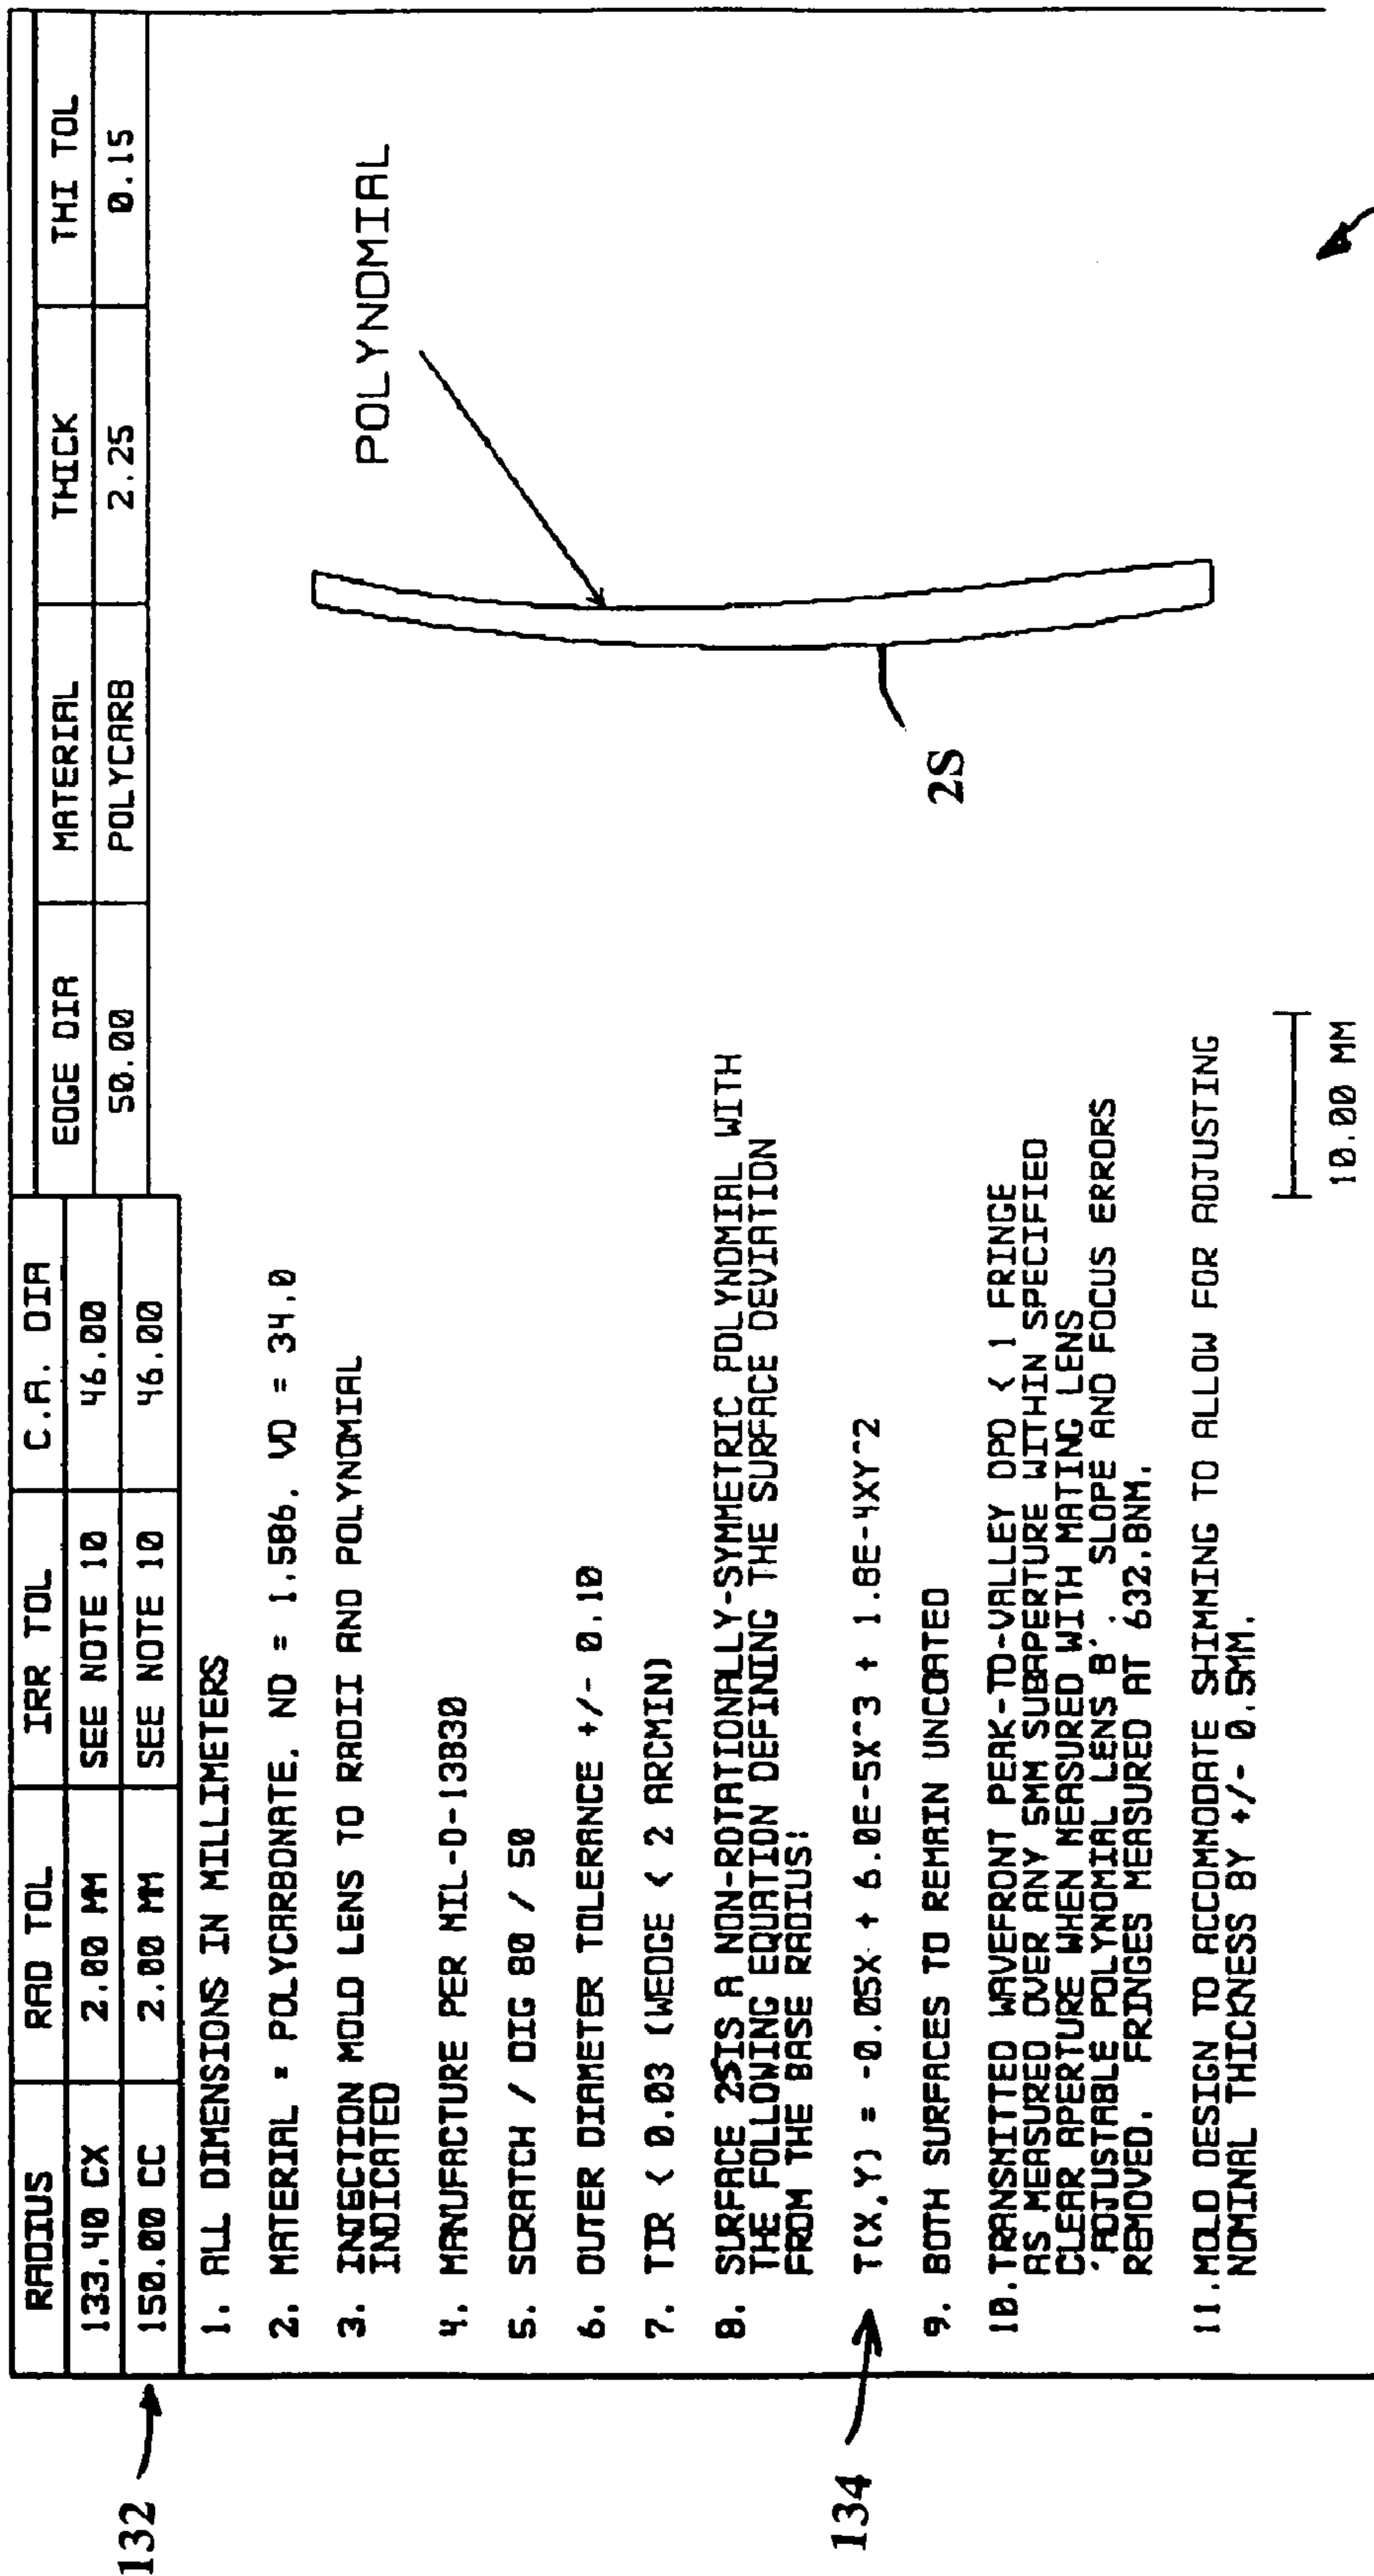 RADIUS RAD TOL IRR TOL C.A. DIA EDGE DIA MATERIAL THICK THI TOL
133.40 CX 2.00 MM SEE NOTE 10 46.00 50.00 POLYCARB 2.25 0.15
150.00 CC 2.00 MM SEE NOTE 10 46.00
132
1. ALL DIMENSIONS IN MILLIMETERS
2. MATERIAL = POLYCARBONATE, ND = 1.586, VD = 34.0
3. INJECTION MOLD LENS TO RADII AND POLYNOMIAL
INDICATED
4. MANUFACTURE PER MIL-O-13830
5. SCRATCH / DIG 80 / 50
6. OUTER DIAMETER TOLERANCE +/- 0.10
7. TIR < 0.03 (WEDGE < 2 ARCMIN)
8. SURFACE 2S IS A NON-ROTATIONALLY-SYMMETRIC POLYNOMIAL WITH
THE FOLLOWING EQUATION DEFINING THE SURFACE DEVIATION
FROM THE BASE RADIUS:
134
T(X,Y) = -0.05X + 6.0E-5X^3 + 1.8E-4XY^2
9. BOTH SURFACES TO REMAIN UNCOATED
10. TRANSMITTED WAVEFRONT PEAK-TO-VALLEY OPD < 1 FRINGE
AS MEASURED OVER ANY 5MM SUBAPERTURE WITHIN SPECIFIED
CLEAR APERTURE WHEN MEASURED WITH MATING LENS
'ADJUSTABLE POLYNOMIAL LENS B'. SLOPE AND FOCUS ERRORS
REMOVED. FRINGES MEASURED AT 632.8NM.
11. MOLD DESIGN TO ACCOMODATE SHIMMING TO ALLOW FOR ADJUSTING
NOMINAL THICKNESS BY +/- 0.5MM.
POLYNOMIAL
2S
10.00 MM